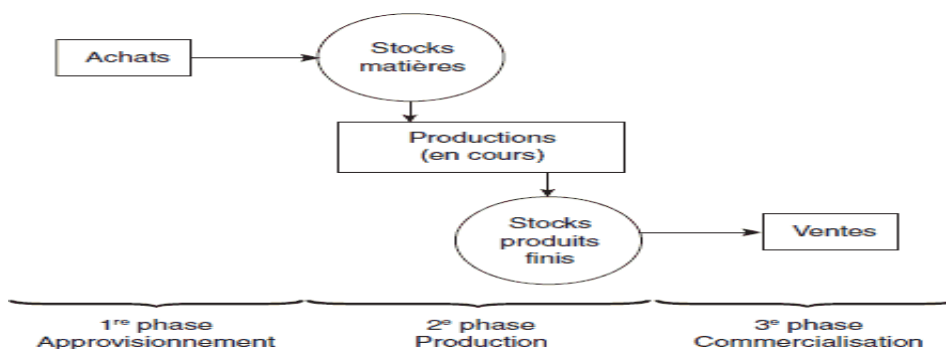 Achats
Stocks
matières
Productions
(en cours)
Stocks
produits
finis
Ventes
1re phase
Approvisionnement
2e phase
Production
3e phase
Commercialisation